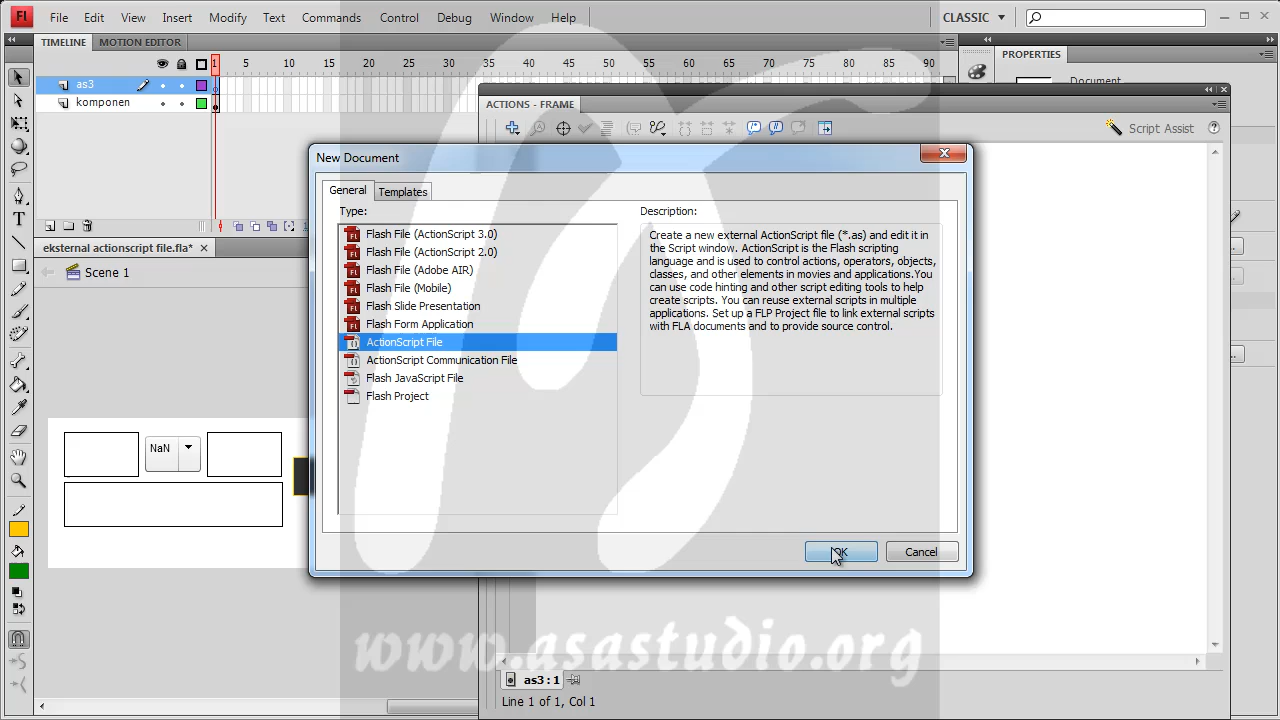 Fl File Edit View Insert Modify Text Commands Control Debug Window Help CLASSIC
TIMELINE MOTION EDITOR
1 5 10 15 20 25 30 35 40 45 50 55 60 65 70 75 80 85 90
PROPERTIES
Document
as3
komponen
ACTIONS - FRAME
Script Assist
New Document
General Templates
Type:
Flash File (ActionScript 3.0)
Flash File (ActionScript 2.0)
Flash File (Adobe AIR)
Flash File (Mobile)
Flash Slide Presentation
Flash Form Application
ActionScript File
ActionScript Communication File
Flash JavaScript File
Flash Project
Description:
Create a new external ActionScript file (*.as) and edit it in
the Script window. ActionScript is the Flash scripting
language and is used to control actions, operators, objects,
classes, and other elements in movies and applications.You
can use code hinting and other script editing tools to help
create scripts. You can reuse external scripts in multiple
applications. Set up a FLP Project file to link external scripts
with FLA documents and to provide source control.
OK Cancel
eksternal actionscript file.fla*
Scene 1
NaN
www.asastudio.org
as3 : 1
Line 1 of 1, Col 1